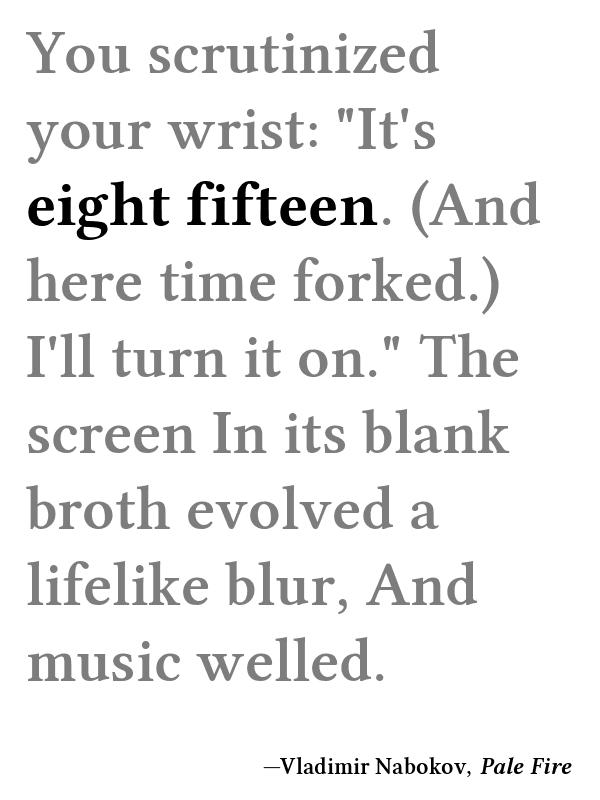 You scrutinized
your wrist: "It's
eight fifteen. (And
here time forked.)
I'll turn it on." The
screen In its blank
broth evolved a
lifelike blur, And
music welled.
—Vladimir Nabokov, Pale Fire